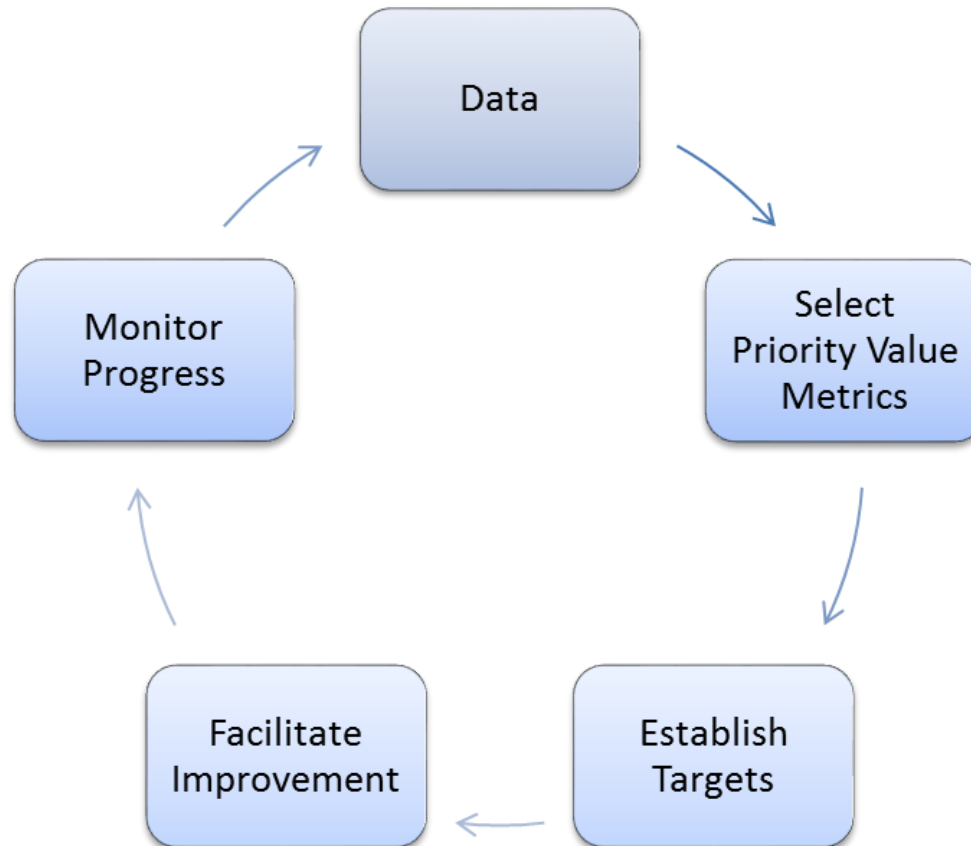 Data
Select
Priority Value
Metrics
Establish
Targets
Facilitate
Improvement
Monitor
Progress